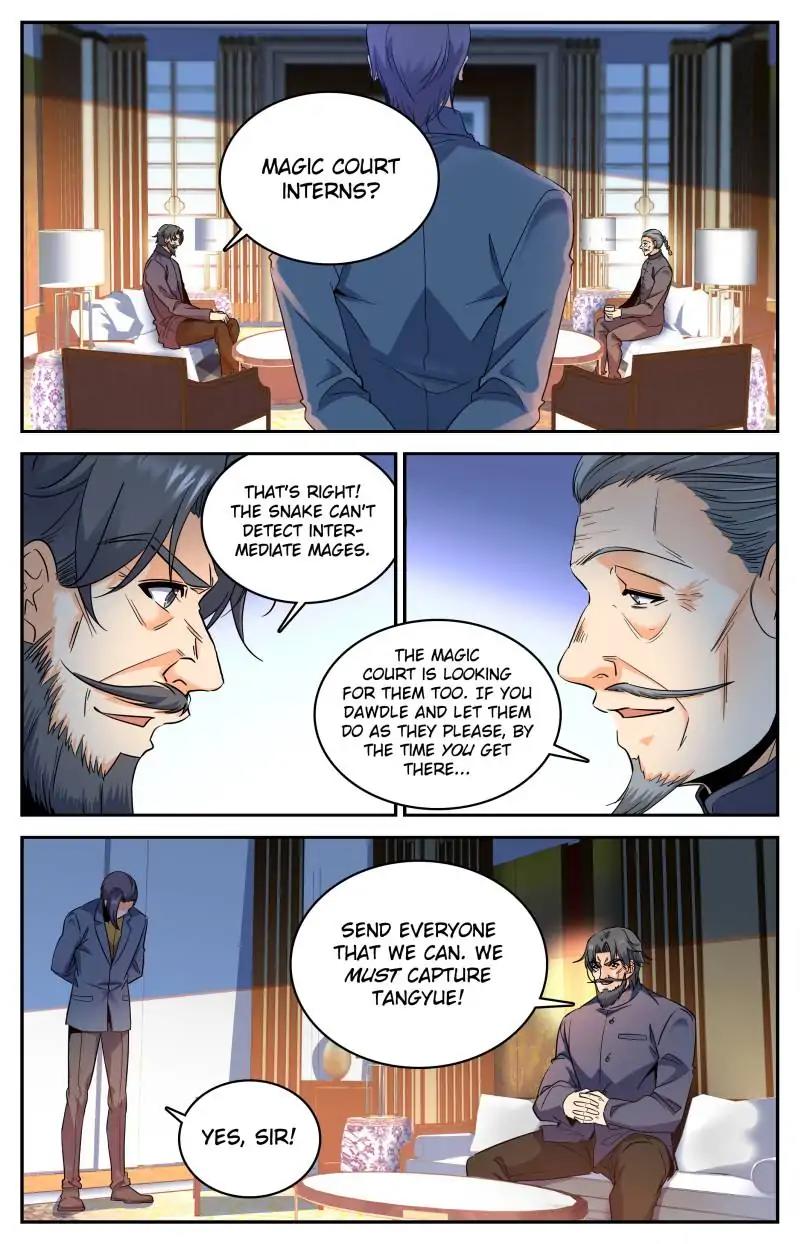 MAGIC COURT
INTERNS?
THAT'S RIGHT!
THE SNAKE CAN'T
DETECT INTER-
MEDIATE MAGES.
THE MAGIC
COURT IS LOOKING
FOR THEM TOO. IF YOU
DAWDLE AND LET THEM
DO AS THEY PLEASE, BY
THE TIME YOU GET
THERE...
SEND EVERYONE
THAT WE CAN. WE
MUST CAPTURE
TANGYUE!
YES, SIR!